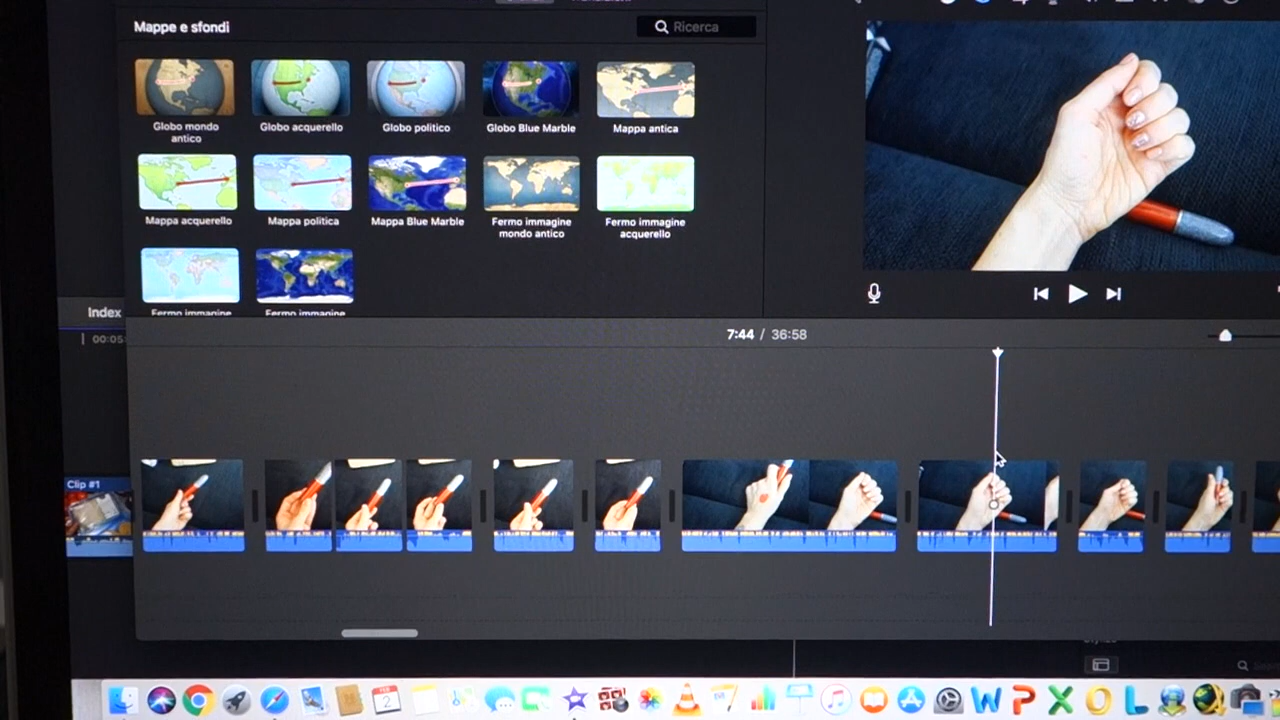 Mappe e sfondi
Ricerca
Globo mondo
antico
Globo acquerello
Globo politico
Globo Blue Marble
Mappa antica
Mappa acquerello
Mappa politica
Mappa Blue Marble
Fermo immagine
mondo antico
Fermo immagine
acquerello
Fermo immagine
Fermo immagine
Index
00:05:
7:44 / 36:58
Clip #1
FEB
2
W P X O L